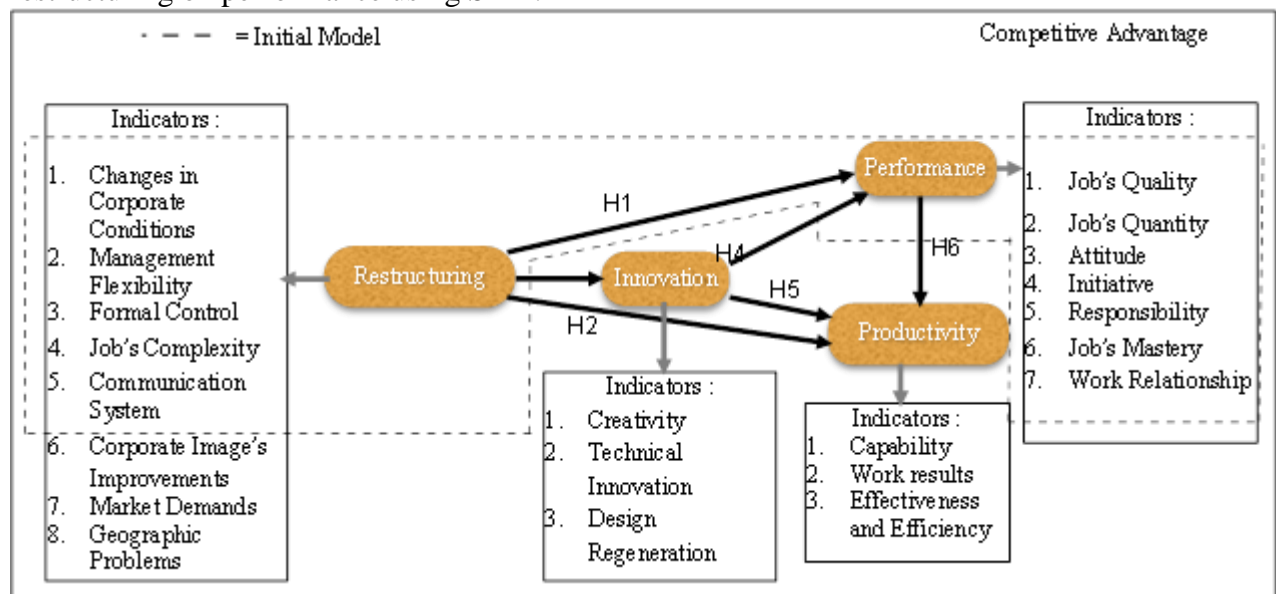 = Initial Model
Competitive Advantage
Indicators :
1. Changes in
Corporate
Conditions
2. Management
Flexibility
3. Formal Control
4. Job's Complexity
5. Communication
System
6. Corporate Image's
Improvements
7. Market Demands
8. Geographic
Problems
Restructuring
H1
H2
Innovation
H4
H5
Performance
H6
Productivity
Indicators :
1. Creativity
2. Technical
Innovation
3. Design
Regeneration
Indicators :
1. Capability
2. Work results
3. Effectiveness
and Efficiency
Indicators :
1. Job's Quality
2. Job's Quantity
3. Attitude
4. Initiative
5. Responsibility
6. Job's Mastery
7. Work Relationship